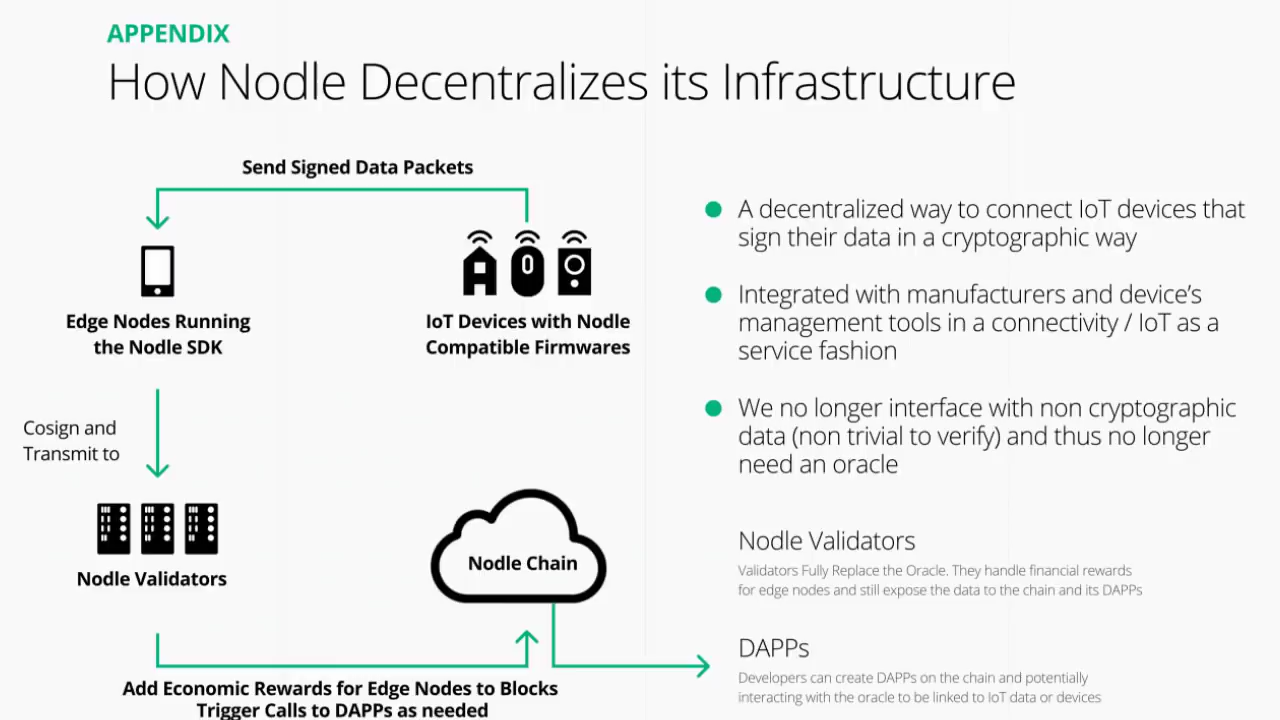 APPENDIX
How Nodle Decentralizes its Infrastructure
Send Signed Data Packets
Edge Nodes Running
the Nodle SDK
IoT Devices with Nodle
Compatible Firmwares
Cosign and
Transmit to
Nodle Validators
Nodle Chain
Add Economic Rewards for Edge Nodes to Blocks
Trigger Calls to DAPPs as needed
A decentralized way to connect IoT devices that
sign their data in a cryptographic way
Integrated with manufacturers and device's
management tools in a connectivity / IoT as a
service fashion
We no longer interface with non cryptographic
data (non trivial to verify) and thus no longer
need an oracle
Nodle Validators
Validators Fully Replace the Oracle. They handle financial rewards
for edge nodes and still expose the data to the chain and its DAPPs
DAPPs
Developers can create DAPPs on the chain and potentially
interacting with the oracle to be linked to IoT data or devices